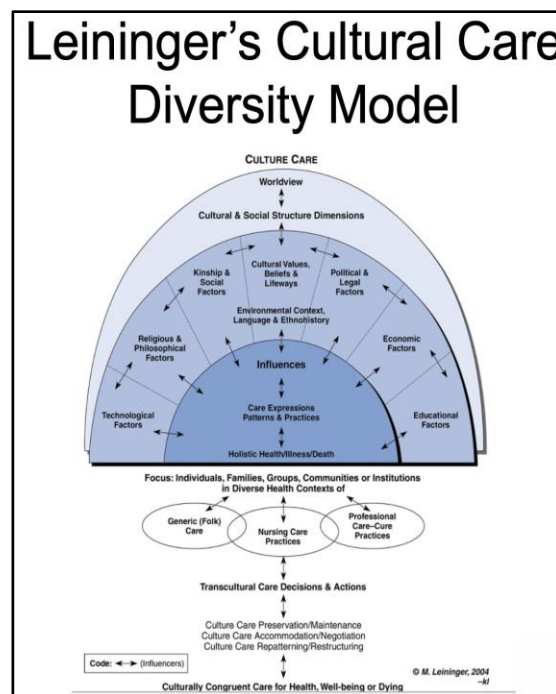 Leininger's Cultural Care
Diversity Model
CULTURE CARE
Worldview
Cultural & Social Structure Dimensions
Kinship &
Social
Factors
Cultural Values,
Beliefs &
Lifeways
Political &
Legal
Factors
Environmental Context,
Language & Ethnohistory
Religious &
Philosophical
Factors
Economic
Factors
Influences
Technological
Factors
Care Expressions
Patterns & Practices
Educational
Factors
Holistic Health/Illness/Death
Focus: Individuals, Families, Groups, Communities or Institutions
in Diverse Health Contexts of
Generic (Folk)
Care
Nursing Care
Practices
Professional
Care–Cure
Practices
Transcultural Care Decisions & Actions
Culture Care Preservation/Maintenance
Culture Care Accommodation/Negotiation
Culture Care Repatterning/Restructuring
Code: (Influencers)
© M. Leininger, 2004
–kl
Culturally Congruent Care for Health, Well-being or Dying